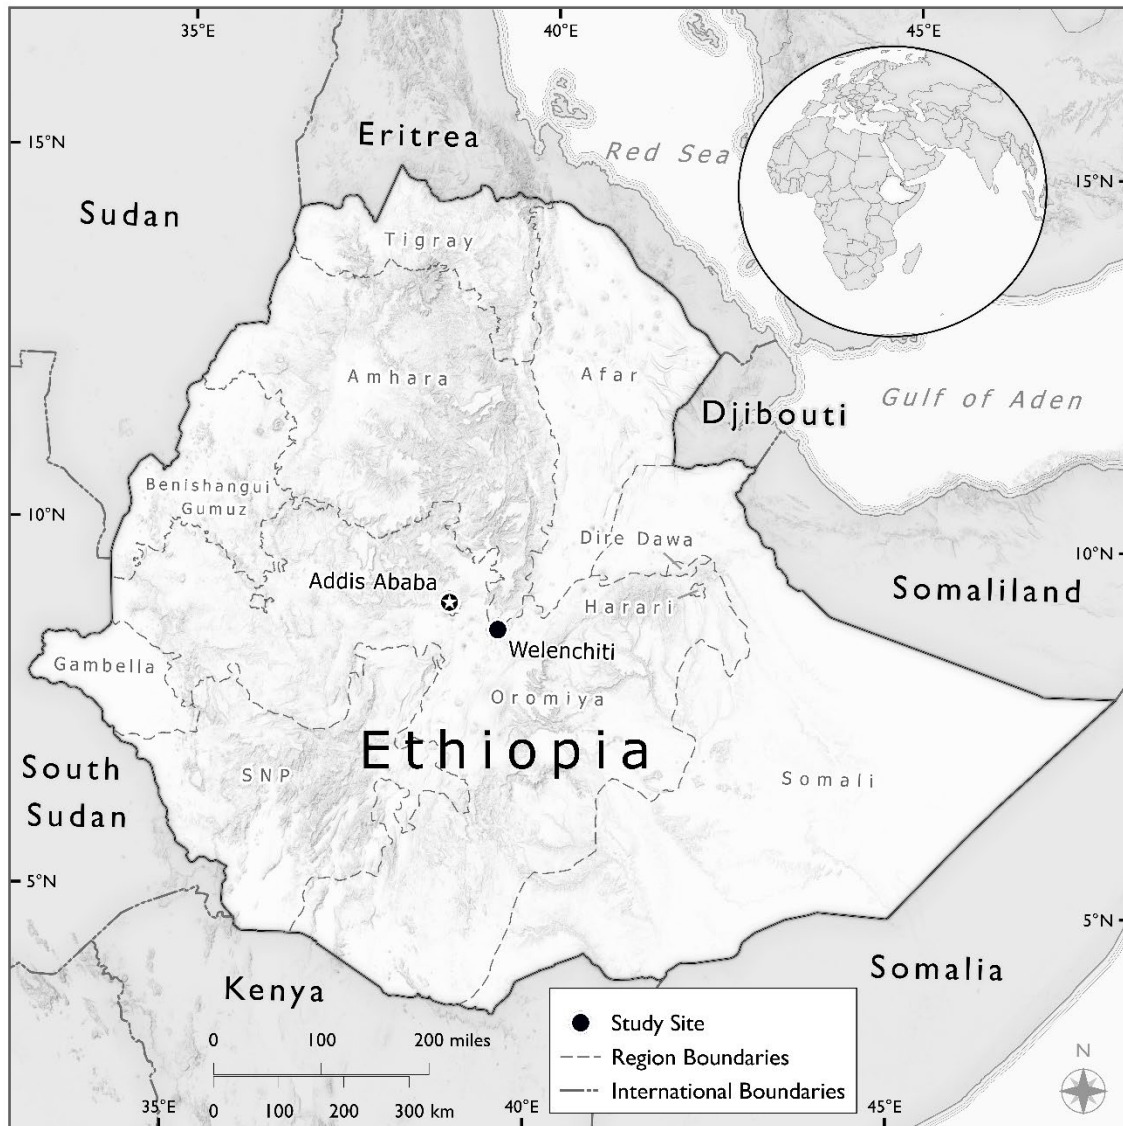 35°E
40°E
45°E
15°N
Eritrea
Red Sea
15°N
Sudan
Tigray
Amhara
Afar
Djibouti
Gulf of Aden
Benishangui
Gumuz
10°N
Dire Dawa
10°N
Addis Ababa
Somaliland
Harari
Welenchiti
Gambella
Oromiya
Ethiopia
South
Sudan
SNP
Somali
5°N
5°N
Somalia
Kenya
Study Site
0 100 200 miles
Region Boundaries
International Boundaries
N
0 100 200 300 km
35°E
40°E
45°E